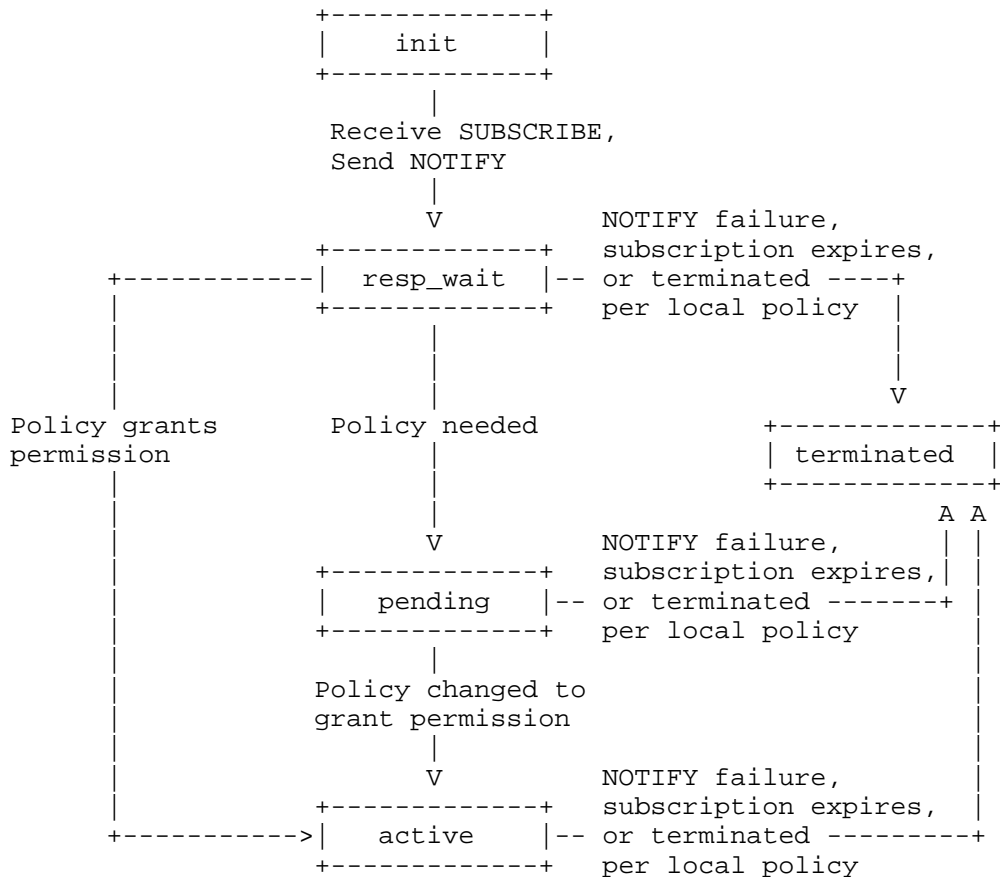 init
Receive SUBSCRIBE,
Send NOTIFY
NOTIFY failure,
subscription expires,
resp_wait
or terminated
per local policy
Policy grants
permission
Policy needed
terminated
NOTIFY failure,
subscription expires,
pending
or terminated
per local policy
Policy changed to
grant permission
NOTIFY failure,
subscription expires,
active
or terminated
per local policy